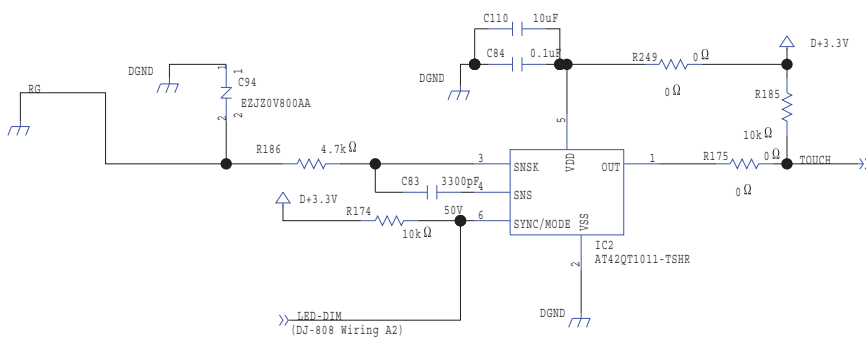 C110 10uF
C84 0.1uF
DGND
R249 0Ω
0Ω
D+3.3V
DGND
1
1
C94
EZJZ0V800AA
2
2
RG
R185
10kΩ
5
R186 4.7kΩ
3 SNSK VDD OUT 1
R175 0Ω
0Ω
TOUCH
C83 3300pF
50V
4 SNS
D+3.3V
R174
10kΩ
6 SYNC/MODE VSS
2
IC2
AT42QT1011-TSHR
DGND
LED-DIM
(DJ-808 Wiring A2)